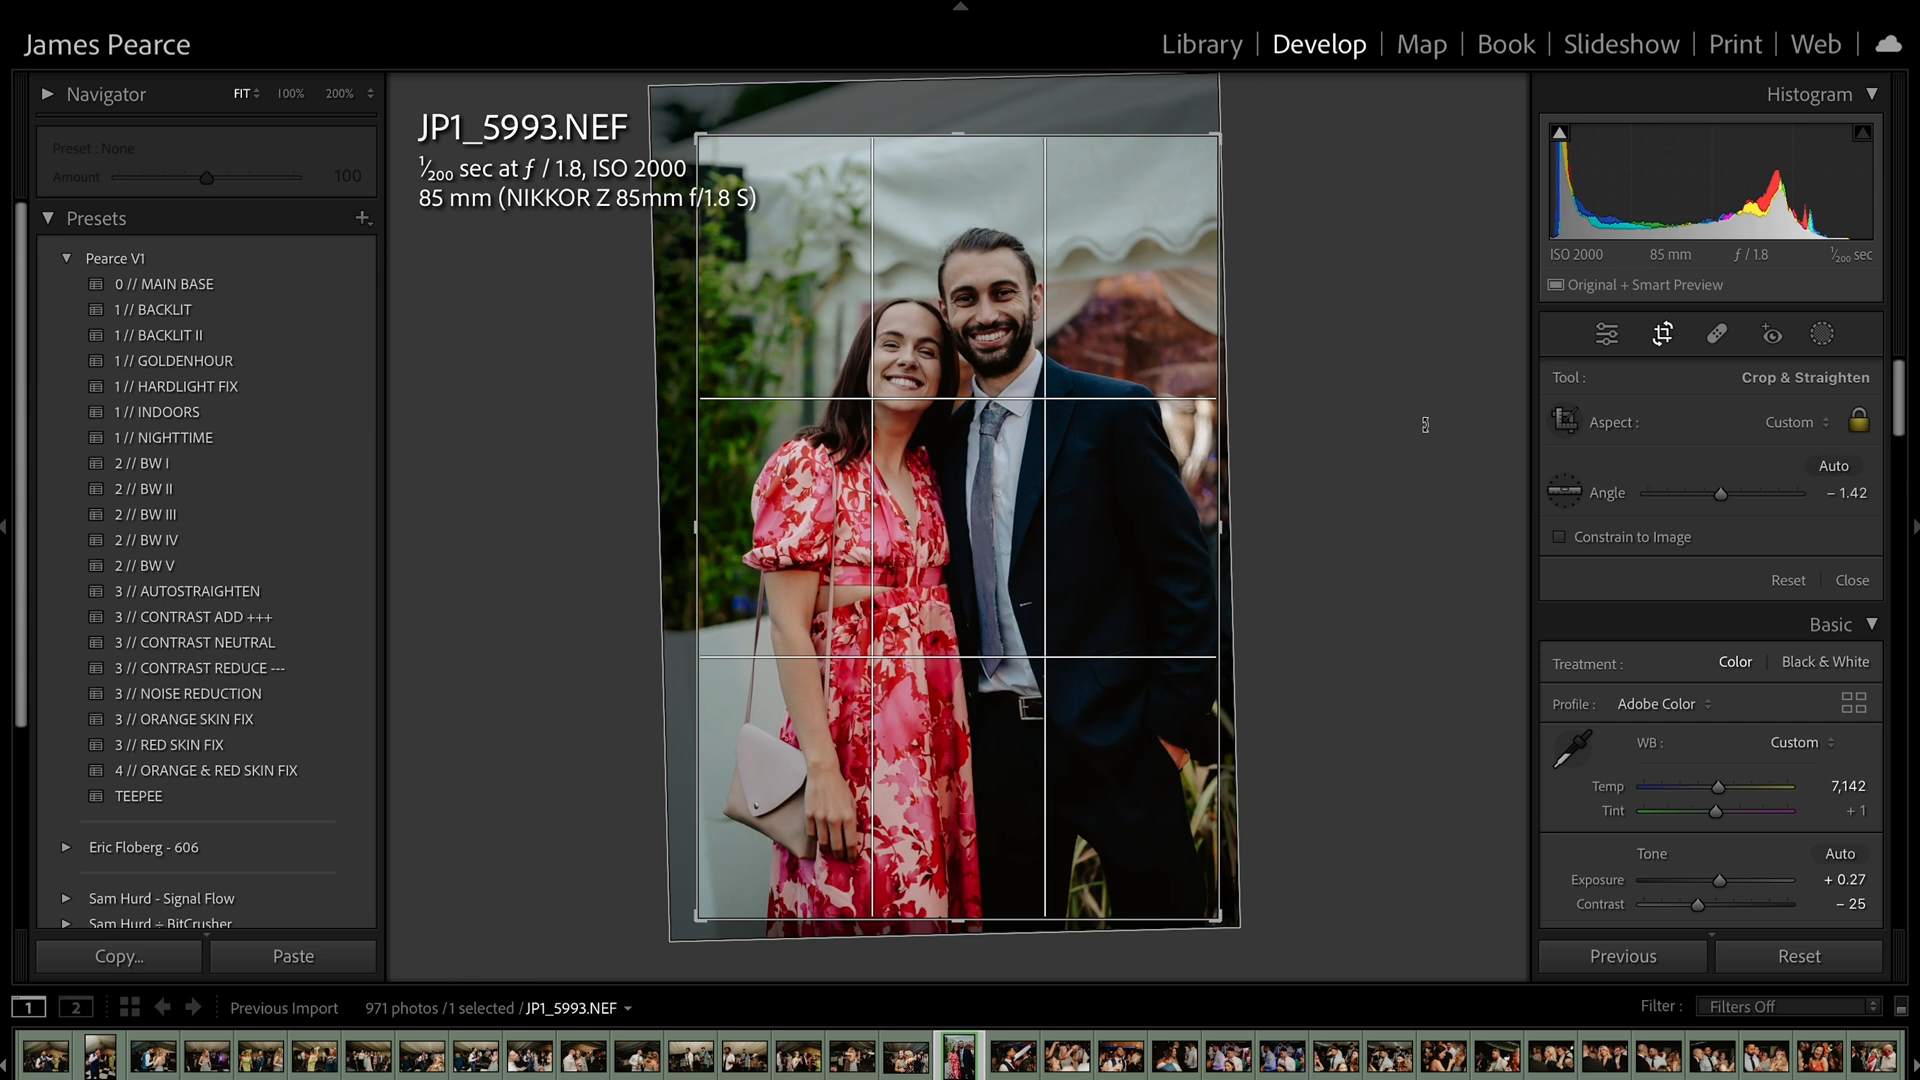 James Pearce
Library | Develop | Map | Book | Slideshow | Print | Web
Navigator FIT 100% 200%
Preset : None
Amount 100
Presets
Pearce V1
0 // MAIN BASE
1 // BACKLIT
1 // BACKLIT II
1 // GOLDENHOUR
1 // HARDLIGHT FIX
1 // INDOORS
1 // NIGHTTIME
2 // BW I
2 // BW II
2 // BW III
2 // BW IV
2 // BW V
3 // AUTOSTRAIGHTEN
3 // CONTRAST ADD +++
3 // CONTRAST NEUTRAL
3 // CONTRAST REDUCE ---
3 // NOISE REDUCTION
3 // ORANGE SKIN FIX
3 // RED SKIN FIX
4 // ORANGE & RED SKIN FIX
TEEPEE
Eric Floberg - 606
Sam Hurd - Signal Flow
Sam Hurd ÷ BitCrusher
Copy... Paste
JP1_5993.NEF
1/200 sec at ƒ / 1.8, ISO 2000
85 mm (NIKKOR Z 85mm f/1.8 S)
Histogram
ISO 2000 85 mm ƒ / 1.8 1/200 sec
Original + Smart Preview
Tool : Crop & Straighten
Aspect : Custom
Auto
Angle – 1.42
Constrain to Image
Reset Close
Basic
Treatment : Color Black & White
Profile : Adobe Color
WB : Custom
Temp 7,142
Tint + 1
Tone Auto
Exposure + 0.27
Contrast – 25
Previous Reset
1 2 Previous Import 971 photos /1 selected /JP1_5993.NEF Filter : Filters Off